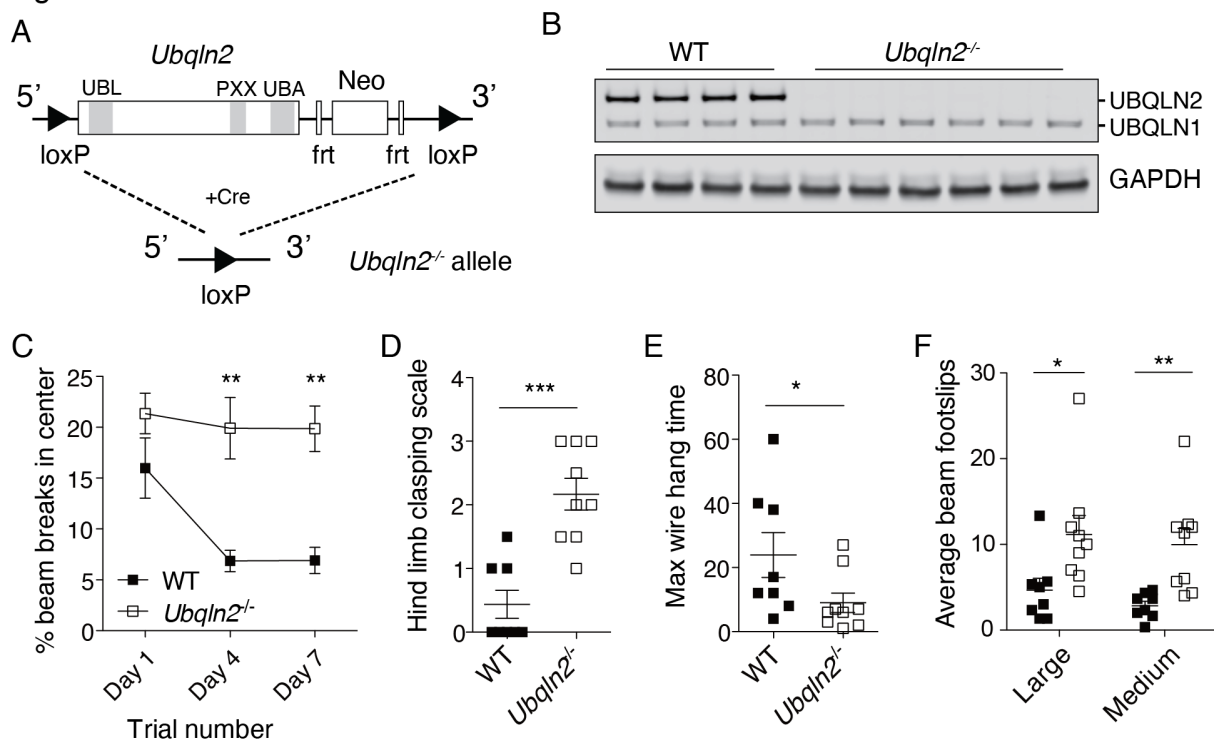 A
Ubqln2
5’
UBL
PXX
UBA
Neo
3’
loxP
frt
frt
loxP
+Cre
5’
3’
Ubqln2-/- allele
loxP
B
WT
Ubqln2-/-
UBQLN2
UBQLN1
GAPDH
C
% beam breaks in center
25
20
15
10
5
0
**
**
WT
Ubqln2-/-
Day 1
Day 4
Day 7
Trial number
D
Hind limb clasping scale
4
3
2
1
0
***
WT
Ubqln2-/-
E
Max wire hang time
80
60
40
20
0
*
WT
Ubqln2-/-
F
Average beam footslips
30
20
10
0
*
**
Large
Medium